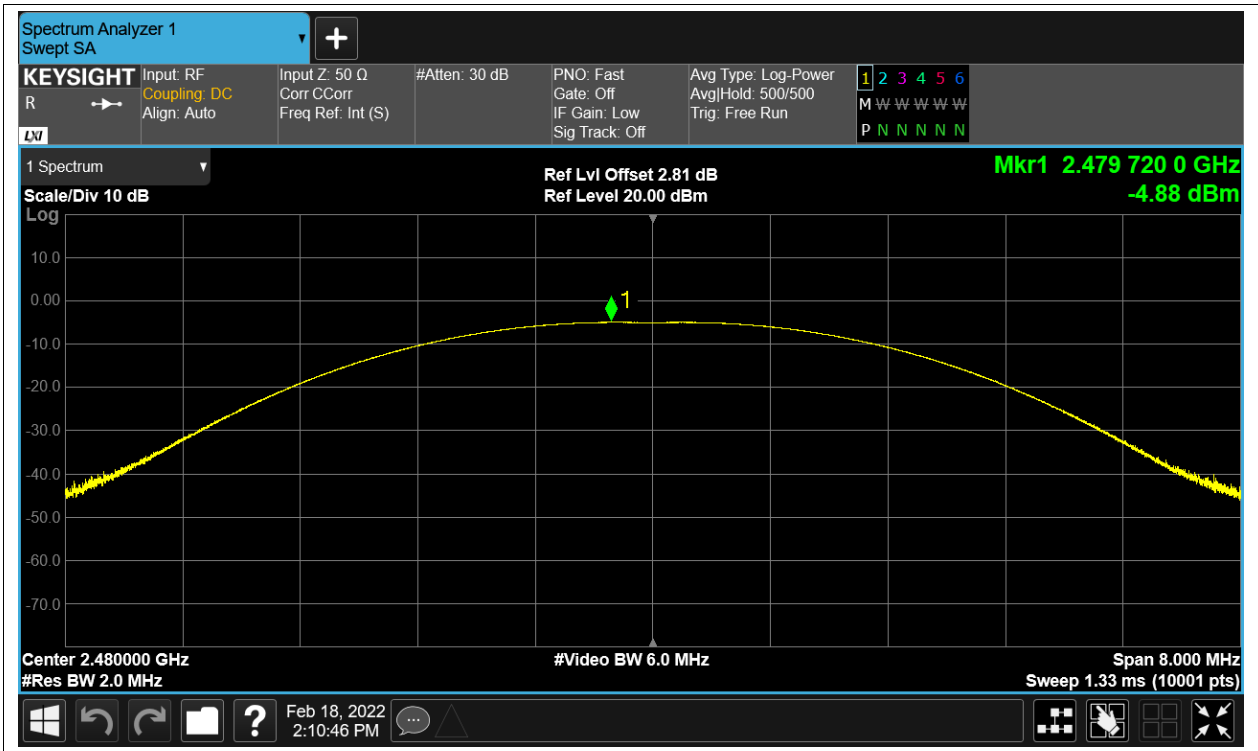 Spectrum Analyzer 1
Swept SA
KEYSIGHT
R
LXI
Input: RF
Coupling: DC
Align: Auto
Input Z: 50 Ω
Corr CCorr
Freq Ref: Int (S)
#Atten: 30 dB
PNO: Fast
Gate: Off
IF Gain: Low
Sig Track: Off
Avg Type: Log-Power
Avg|Hold: 500/500
Trig: Free Run
1 2 3 4 5 6
M W W W W W W
P N N N N N N
1 Spectrum
Scale/Div 10 dB
Ref Lvl Offset 2.81 dB
Ref Level 20.00 dBm
Mkr1 2.479 720 0 GHz
-4.88 dBm
Log
10.0
0.00
1
-10.0
-20.0
-30.0
-40.0
-50.0
-60.0
-70.0
Center 2.480000 GHz
#Video BW 6.0 MHz
Span 8.000 MHz
#Res BW 2.0 MHz
Sweep 1.33 ms (10001 pts)
?
Feb 18, 2022
2:10:46 PM